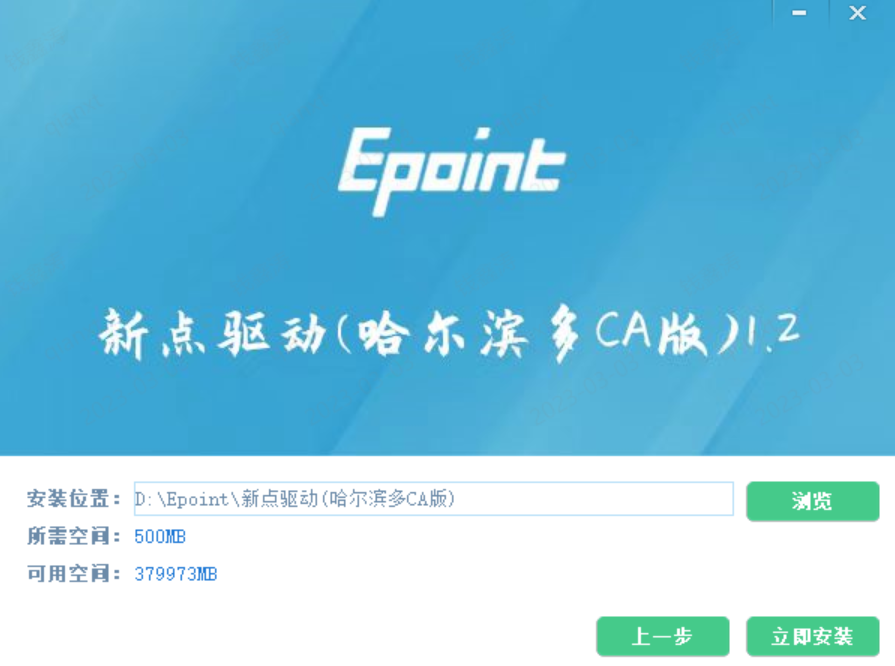 Epoint
新点驱动(哈尔滨多CA版)1.2
安装位置： D:\Epoint\新点驱动(哈尔滨多CA版) 浏览
所需空间： 500MB
可用空间： 379973MB
上一步 立即安装